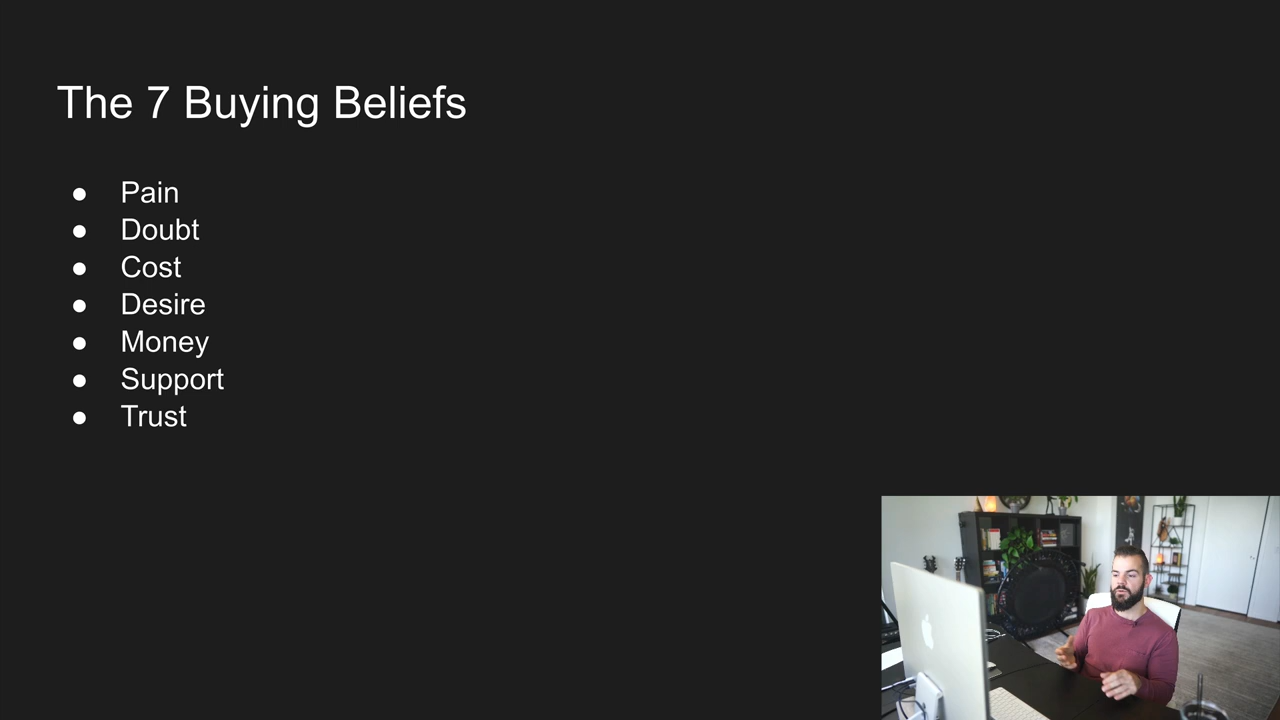 The 7 Buying Beliefs
● Pain
● Doubt
● Cost
● Desire
● Money
● Support
● Trust